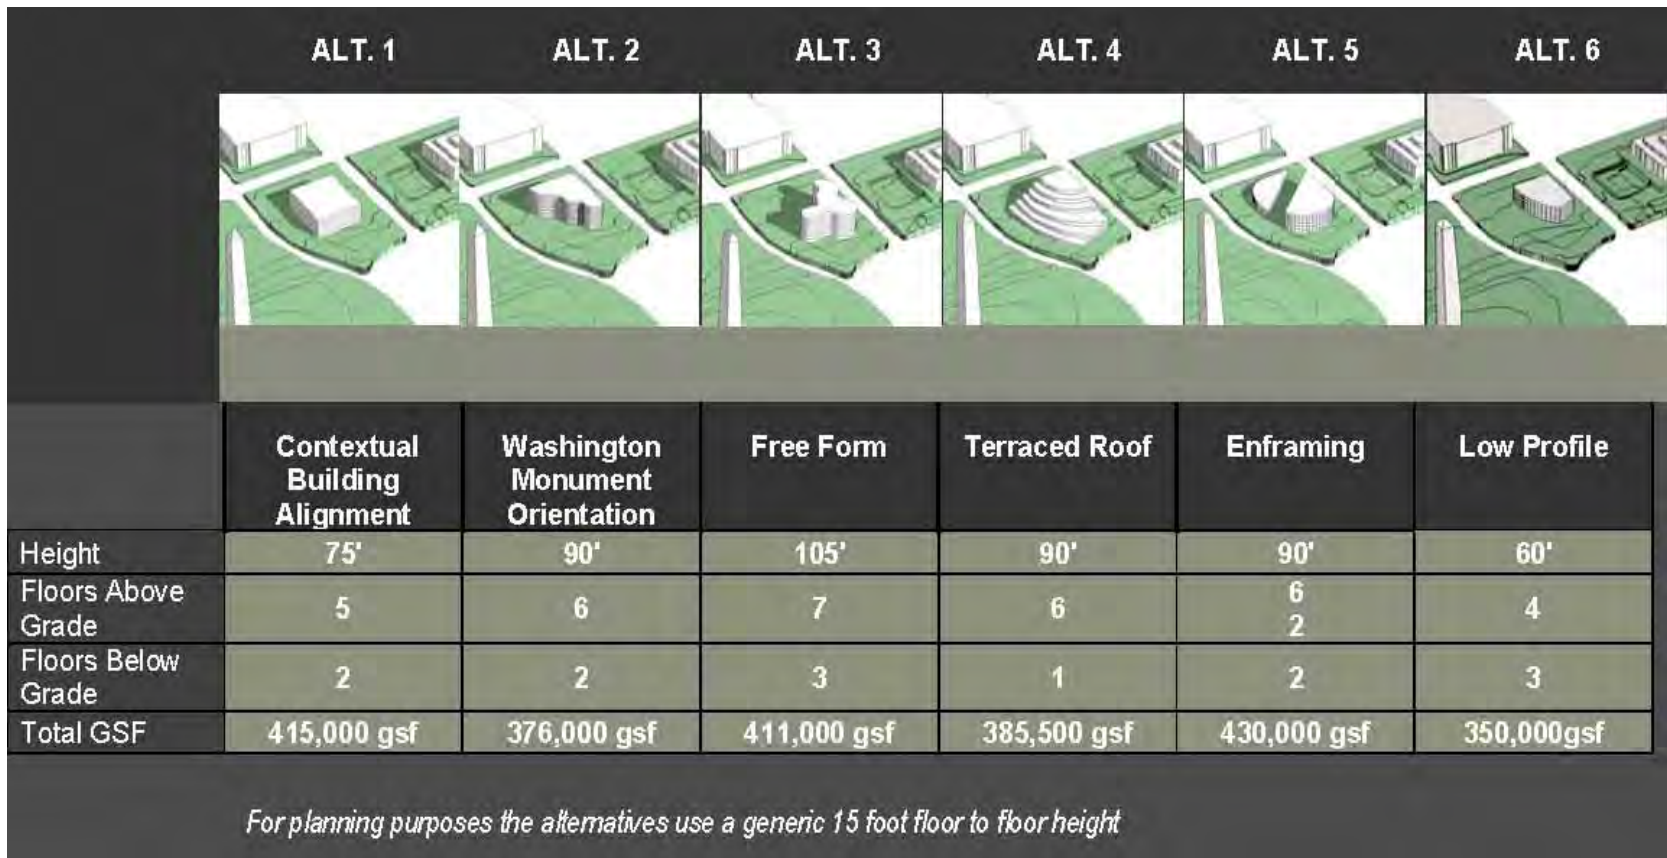 ALT. 1 ALT. 2 ALT. 3 ALT. 4 ALT. 5 ALT. 6
Contextual Building Alignment Washington Monument Orientation Free Form Terraced Roof Enframing Low Profile
Height 75' 90' 105' 90' 90' 60'
Floors Above Grade 5 6 7 6 6 2 4
Floors Below Grade 2 2 3 1 2 3
Total GSF 415,000 gsf 376,000 gsf 411,000 gsf 385,500 gsf 430,000 gsf 350,000gsf
For planning purposes the alternatives use a generic 15 foot floor to floor height